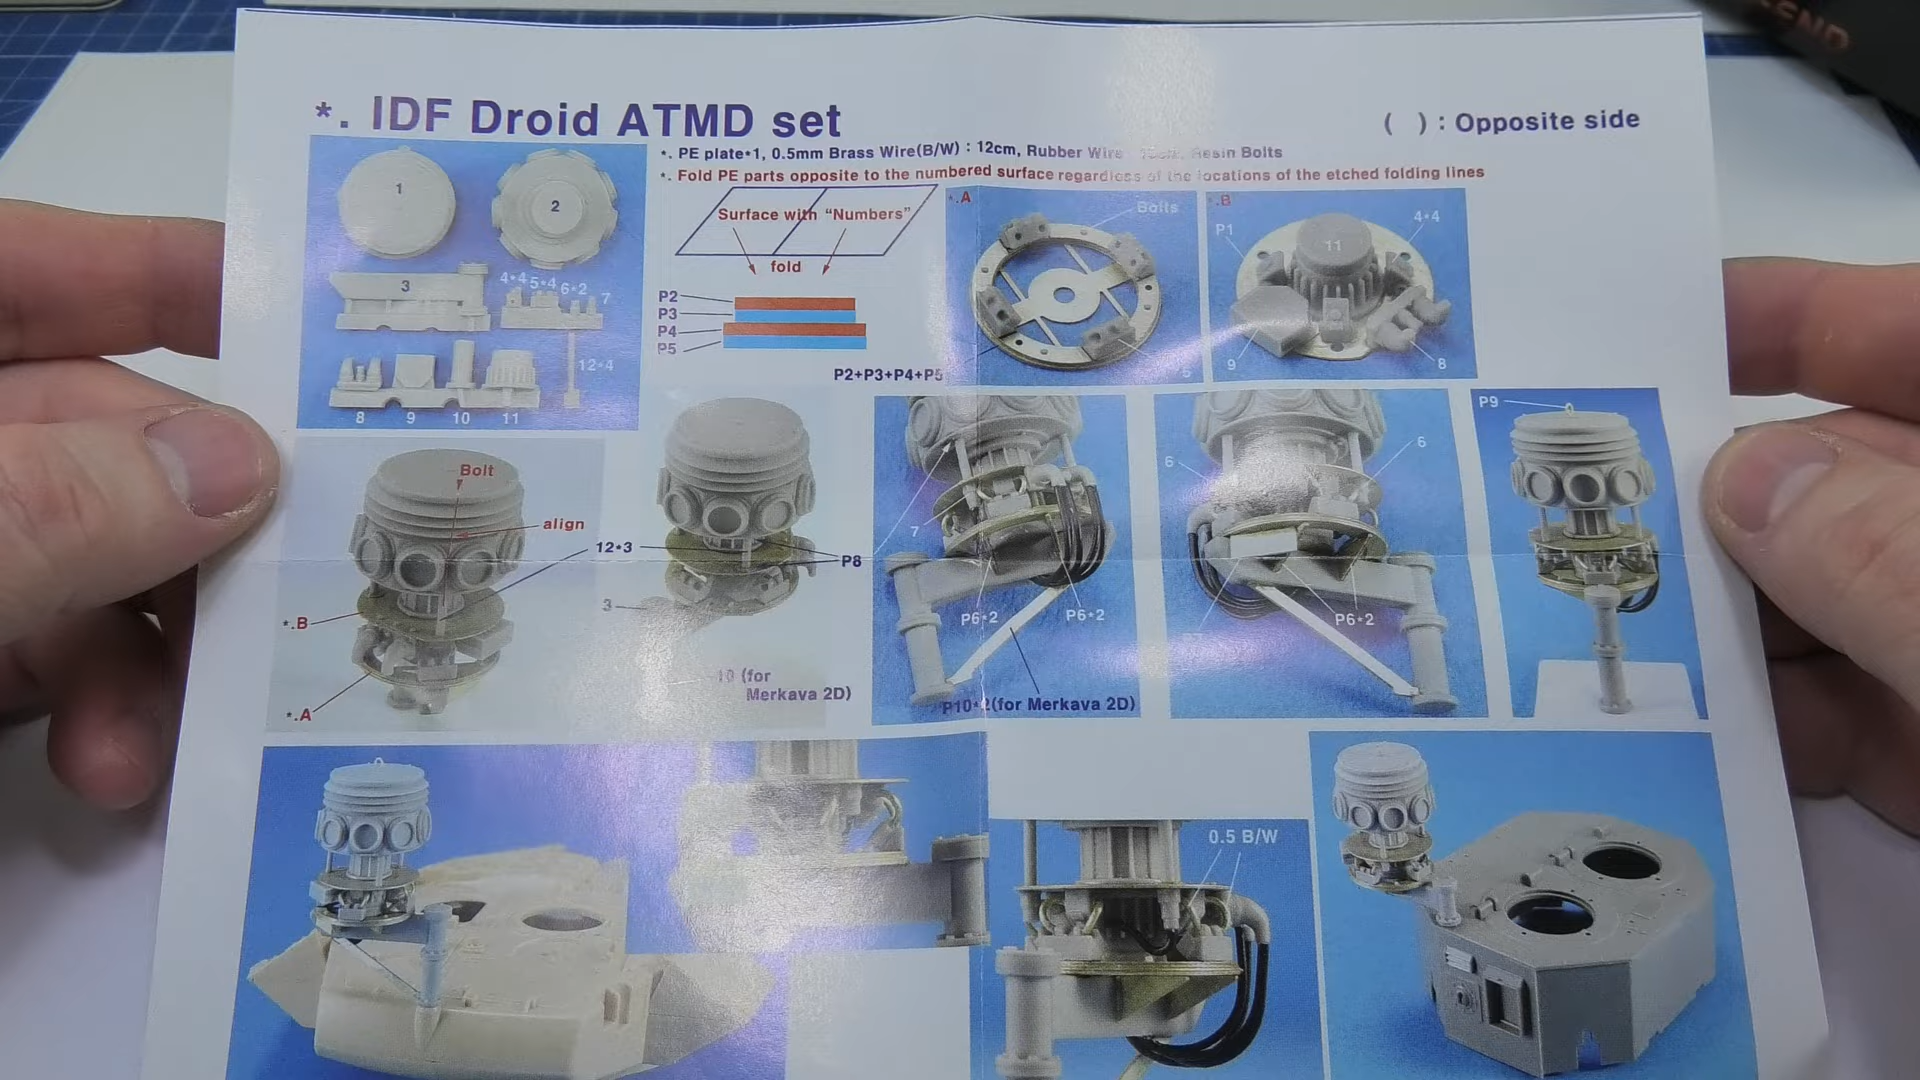 *. IDF Droid ATMD set
( ) : Opposite side
*. PE plate*1, 0.5mm Brass Wire(B/W) : 12cm, Rubber Wire Resin Bolts
*. Fold PE parts opposite to the numbered surface regardless of the locations of the etched folding lines
1
2
3
4*4
5*4
6*2
7
12*4
8
9
10
11
Surface with "Numbers"
fold
P2
P3
P4
P5
P2+P3+P4+P5
*.A
Bolts
5
*.B
P1
11
4*4
9
8
Bolt
align
12*3
*.B
*.A
3
P8
10 (for
Merkava 2D)
7
P6*2
P6*2
P10*2(for Merkava 2D)
6
6
P6*2
P9
0.5 B/W